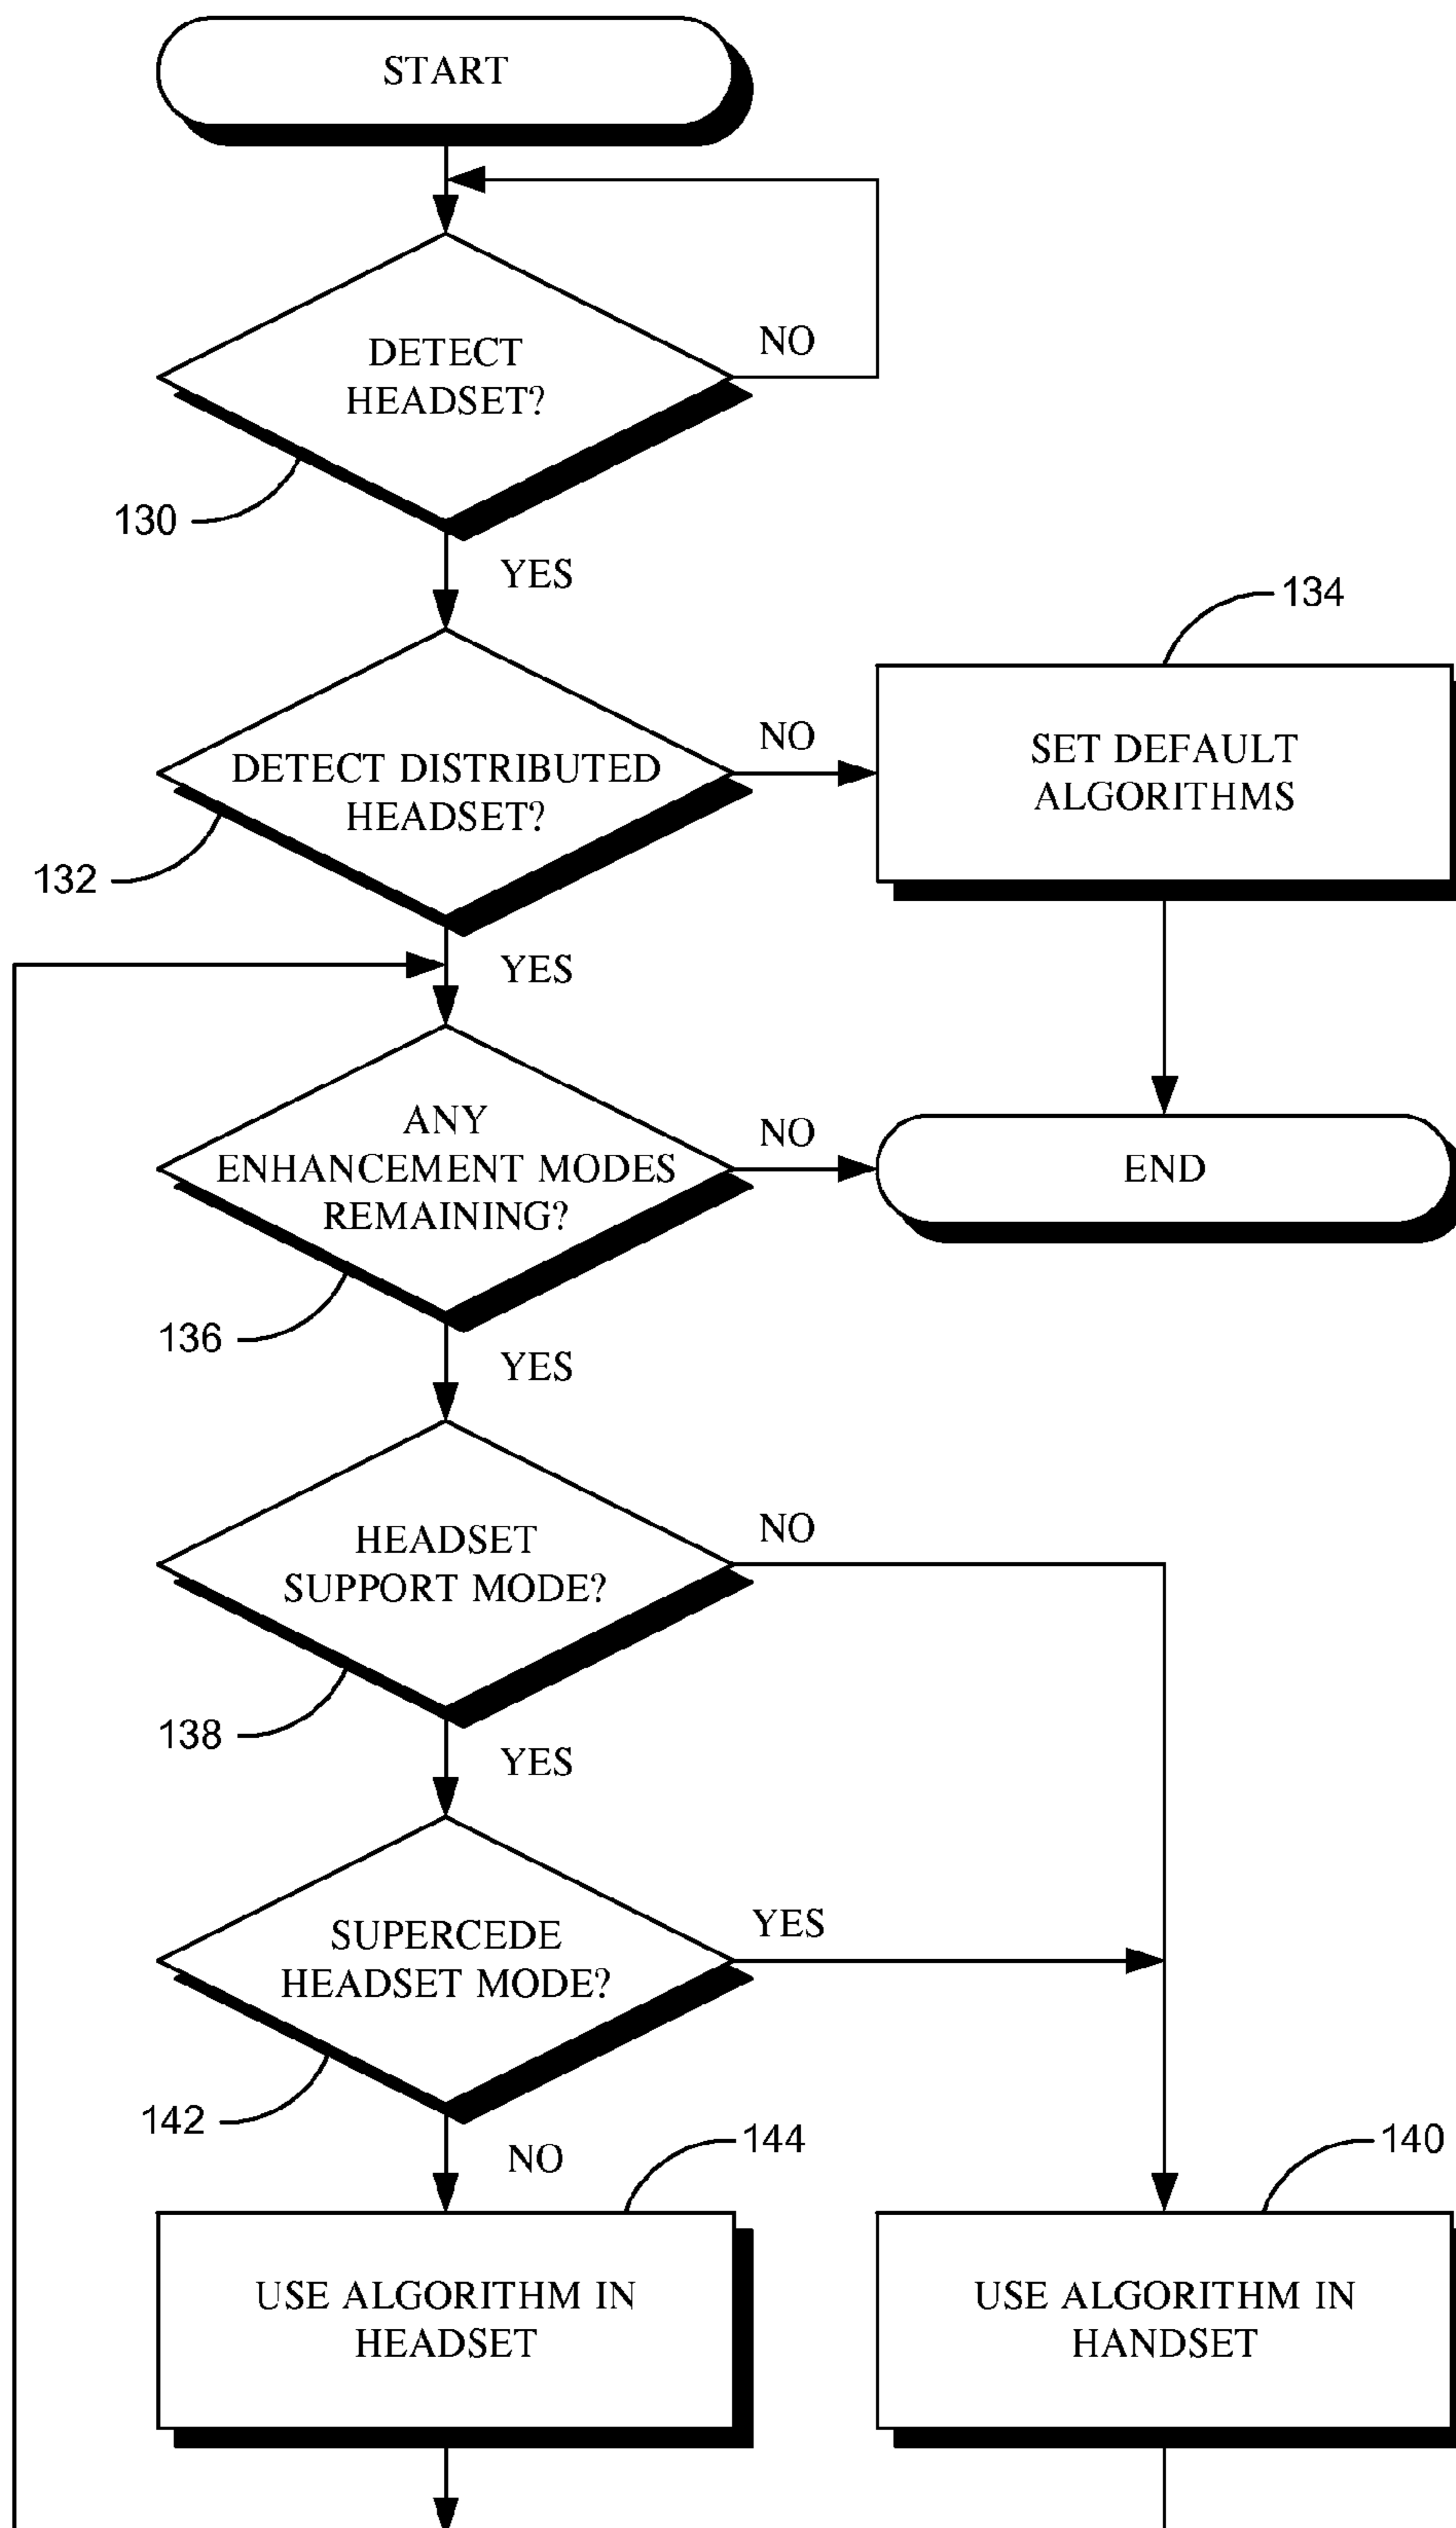 START
DETECT
HEADSET?
NO
130
YES
134
DETECT DISTRIBUTED
HEADSET?
NO
SET DEFAULT
ALGORITHMS
132
YES
ANY
ENHANCEMENT MODES
REMAINING?
NO
END
136
YES
HEADSET
SUPPORT MODE?
NO
138
YES
SUPERCEDE
HEADSET MODE?
YES
142
NO
144
140
USE ALGORITHM IN
HEADSET
USE ALGORITHM IN
HANDSET